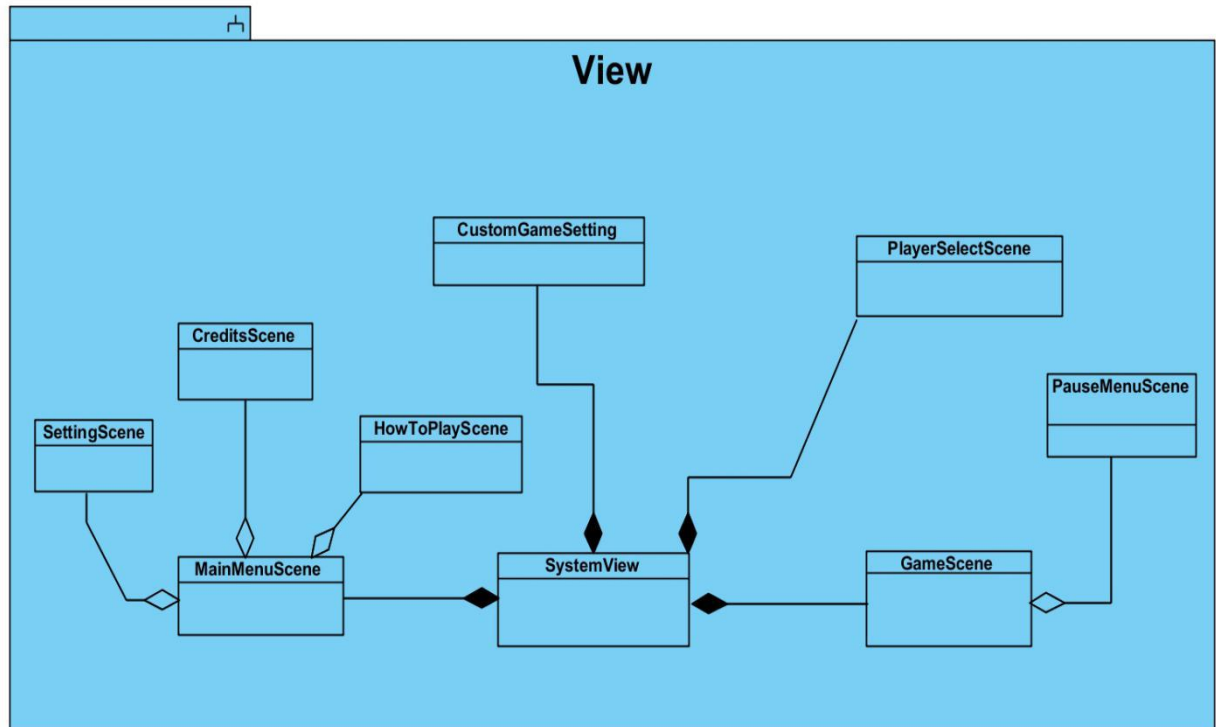 View
CustomGameSetting
PlayerSelectScene
CreditsScene
PauseMenuScene
SettingScene
HowToPlayScene
MainMenuScene
SystemView
GameScene